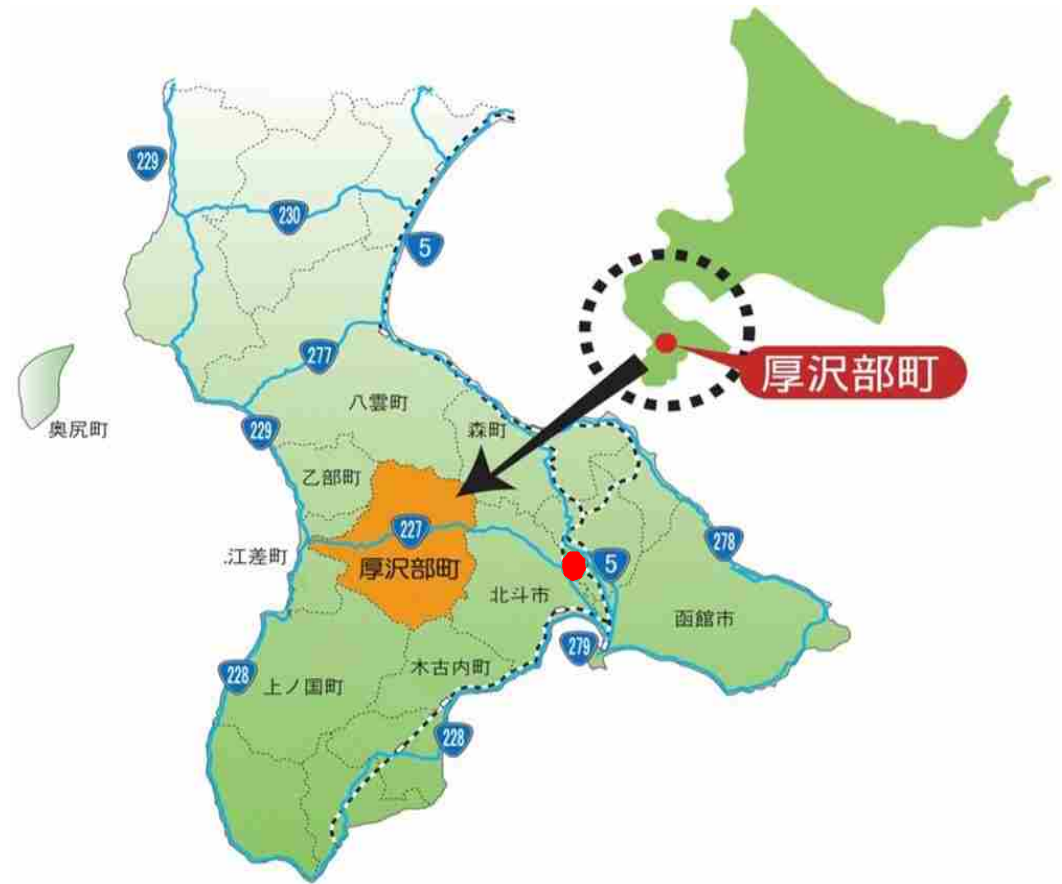 229
230
5
277
八雲町
229
森町
奥尻町
乙部町
厚沢部町
227
278
.江差町
厚沢部町
5
北斗市
函館市
279
木古内町
228
上ノ国町
228